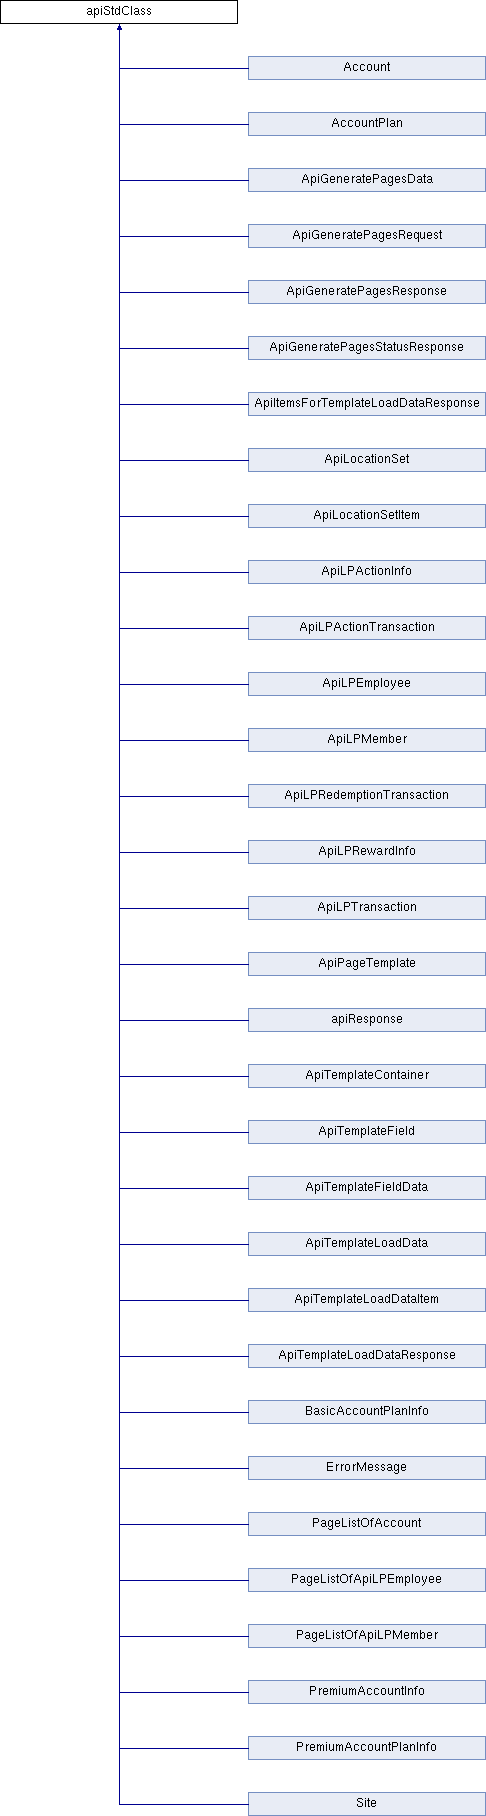 apiStdClass
Account
AccountPlan
ApiGeneratePagesData
ApiGeneratePagesRequest
ApiGeneratePagesResponse
ApiGeneratePagesStatusResponse
ApiItemsForTemplateLoadDataResponse
ApiLocationSet
ApiLocationSetItem
ApiLPActionInfo
ApiLPActionTransaction
ApiLPEmployee
ApiLPMember
ApiLPRedemptionTransaction
ApiLPRewardInfo
ApiLPTransaction
ApiPageTemplate
apiResponse
ApiTemplateContainer
ApiTemplateField
ApiTemplateFieldData
ApiTemplateLoadData
ApiTemplateLoadDataItem
ApiTemplateLoadDataResponse
BasicAccountPlanInfo
ErrorMessage
PageListOfAccount
PageListOfApiLPEmployee
PageListOfApiLPMember
PremiumAccountInfo
PremiumAccountPlanInfo
Site